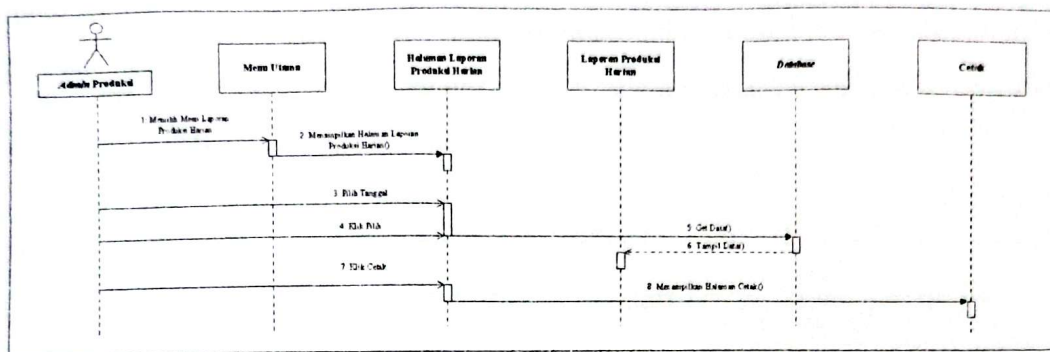 Admin Produksi
Menu Utama
Halaman Laporan
Produksi Harian
Laporan Produksi
Harian
Database
Cetak
1: Memilih Menu Laporan
Produksi Harian
2: Menampilkan Halaman Laporan
Produksi Harian()
3: Pilih Tanggal
4: Klik Pilih
5: Get Data()
6: Tampil Data()
7: Klik Cetak
8: Menampilkan Halaman Cetak()